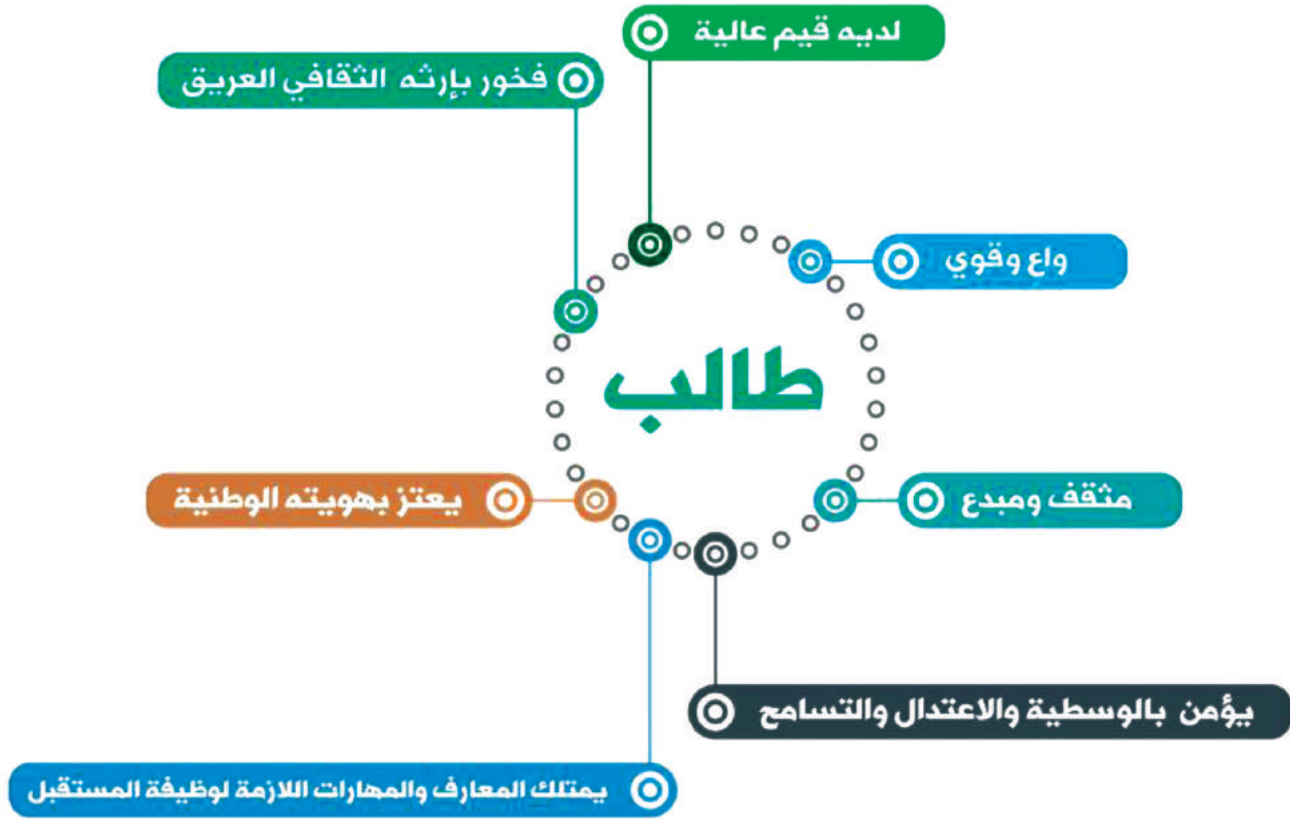 لديه قيم عالية
فخور بإرثه الثقافي العريق
واع وقوي
طالب
يعتز بهويته الوطنية
مثقف ومبدع
يؤمن بالوسطية والاعتدال والتسامح
يمتلك المعارف والمهارات اللازمة لوظيفة المستقبل